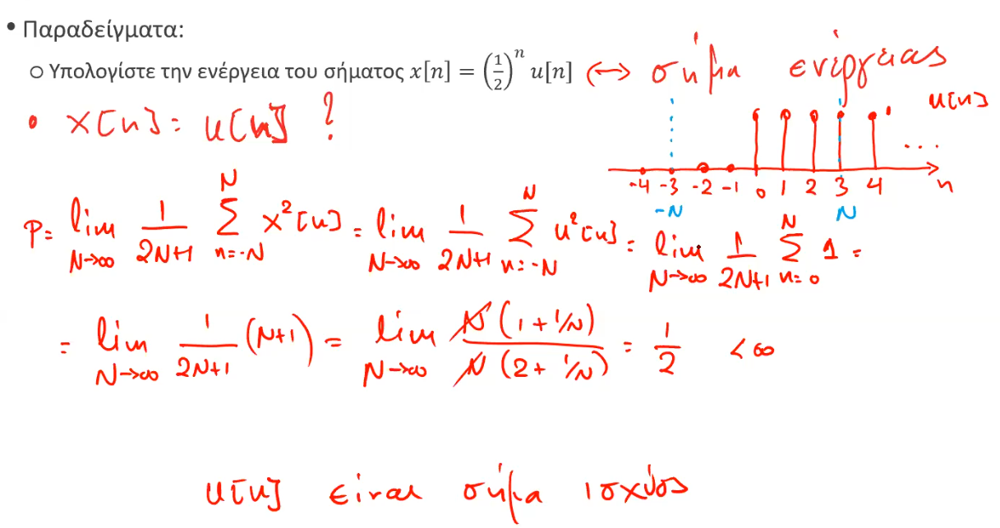 • Παραδείγματα:
○ Υπολογίστε την ενέργεια του σήματος x[n] = (1/2)^n u[n] ↔ σήμα ενέργειας
• x[n] = u[n] ?
u[n]
...
-4 -3 -2 -1 0 1 2 3 4 n
-N N
P = lim_{N→∞} 1/(2N+1) Σ_{n=-N}^{N} x²[n] = lim_{N→∞} 1/(2N+1) Σ_{n=-N}^{N} u²[n] = lim_{N→∞} 1/(2N+1) Σ_{n=0}^{N} 1 =
= lim_{N→∞} 1/(2N+1) (N+1) = lim_{N→∞} N(1 + 1/N) / N(2 + 1/N) = 1/2 < ∞
u[n] είναι σήμα ισχύος